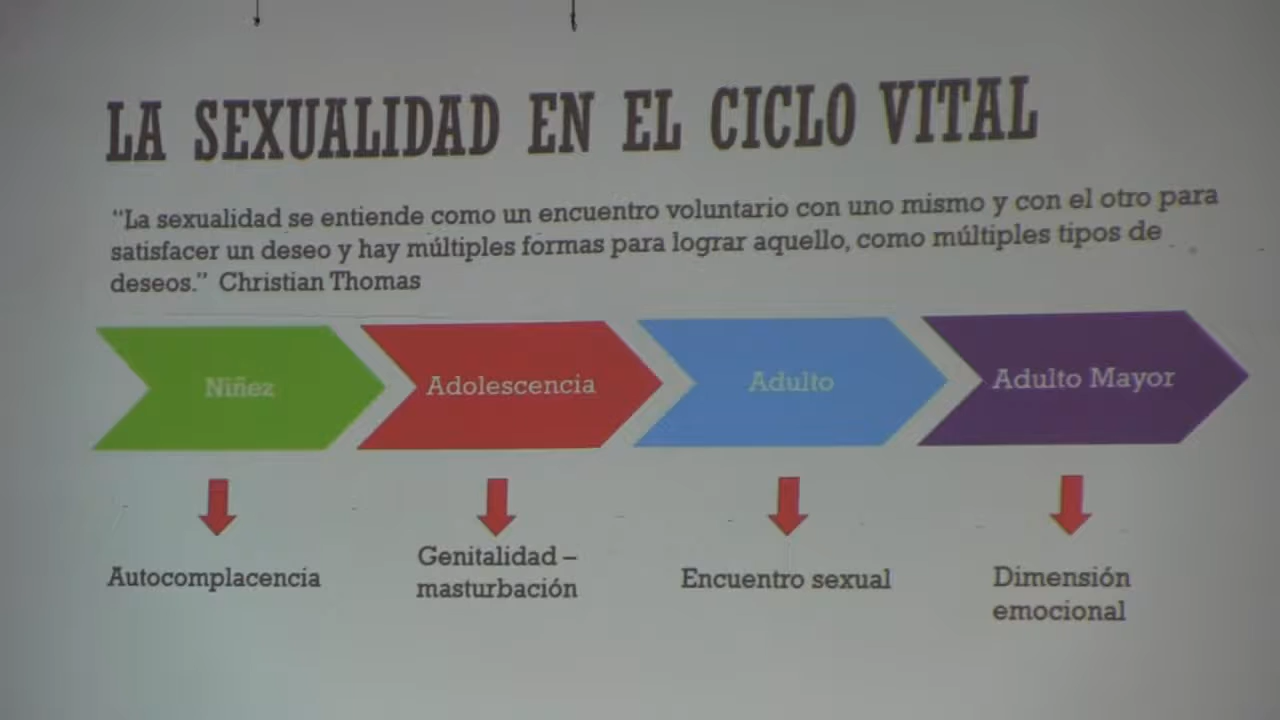 LA SEXUALIDAD EN EL CICLO VITAL
“La sexualidad se entiende como un encuentro voluntario con uno mismo y con el otro para
satisfacer un deseo y hay múltiples formas para lograr aquello, como múltiples tipos de
deseos.” Christian Thomas
Niñez
Adolescencia
Adulto
Adulto Mayor
Autocomplacencia
Genitalidad –
masturbación
Encuentro sexual
Dimensión
emocional